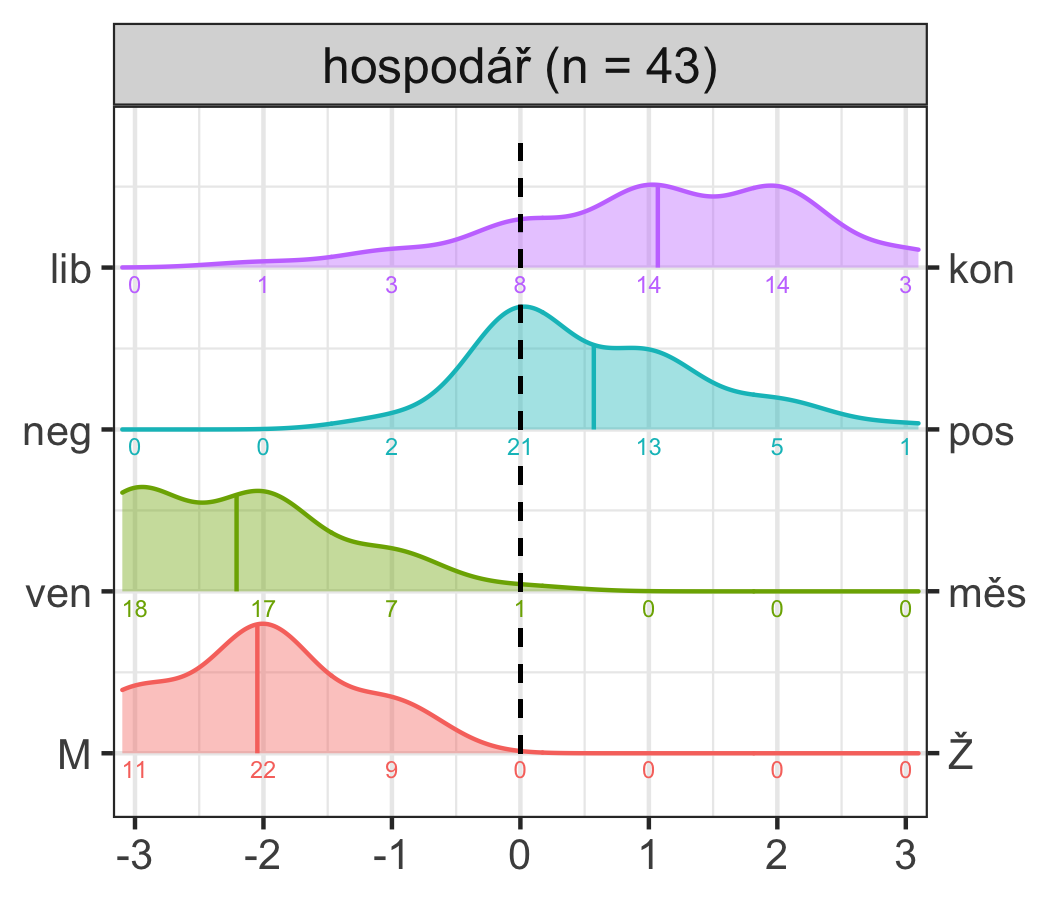 hospodář (n = 43)
lib kon
0 1 3 8 14 14 3
neg pos
0 0 2 21 13 5 1
ven měs
18 17 7 1 0 0 0
M Ž
11 22 9 0 0 0 0
-3 -2 -1 0 1 2 3